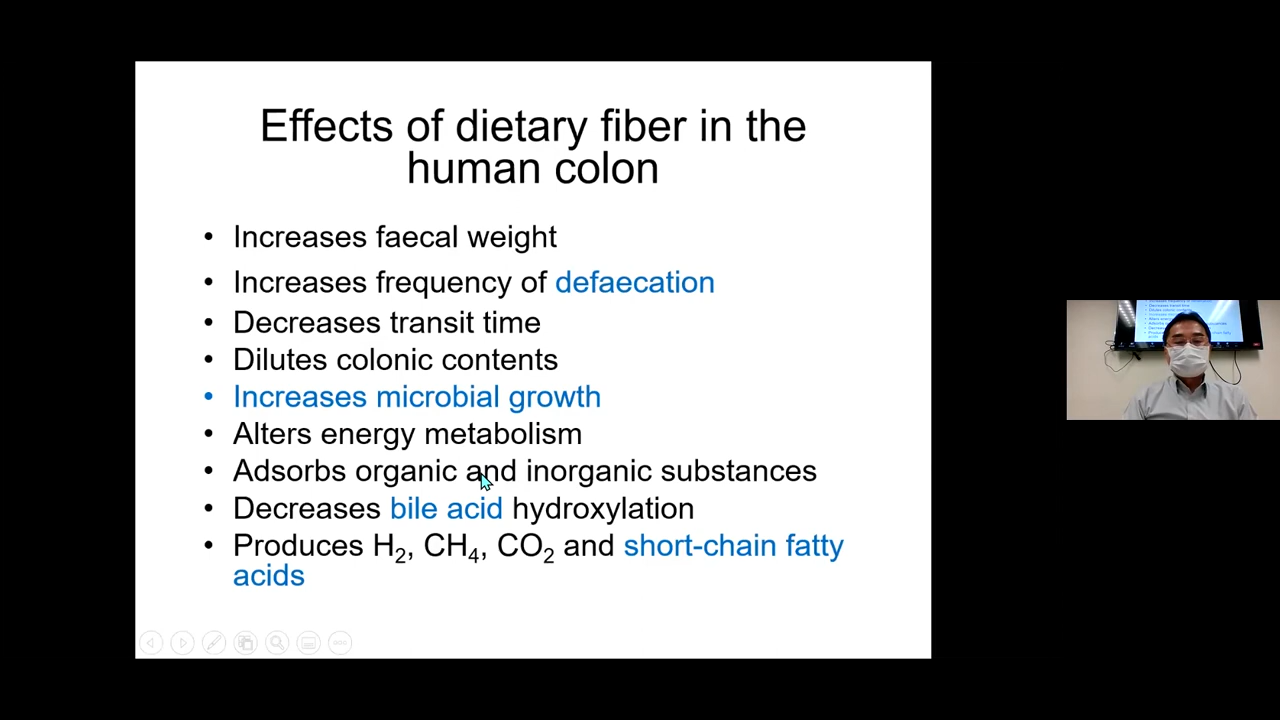 Effects of dietary fiber in the
human colon
• Increases faecal weight
• Increases frequency of defaecation
• Decreases transit time
• Dilutes colonic contents
• Increases microbial growth
• Alters energy metabolism
• Adsorbs organic and inorganic substances
• Decreases bile acid hydroxylation
• Produces H₂, CH₄, CO₂ and short-chain fatty
acids